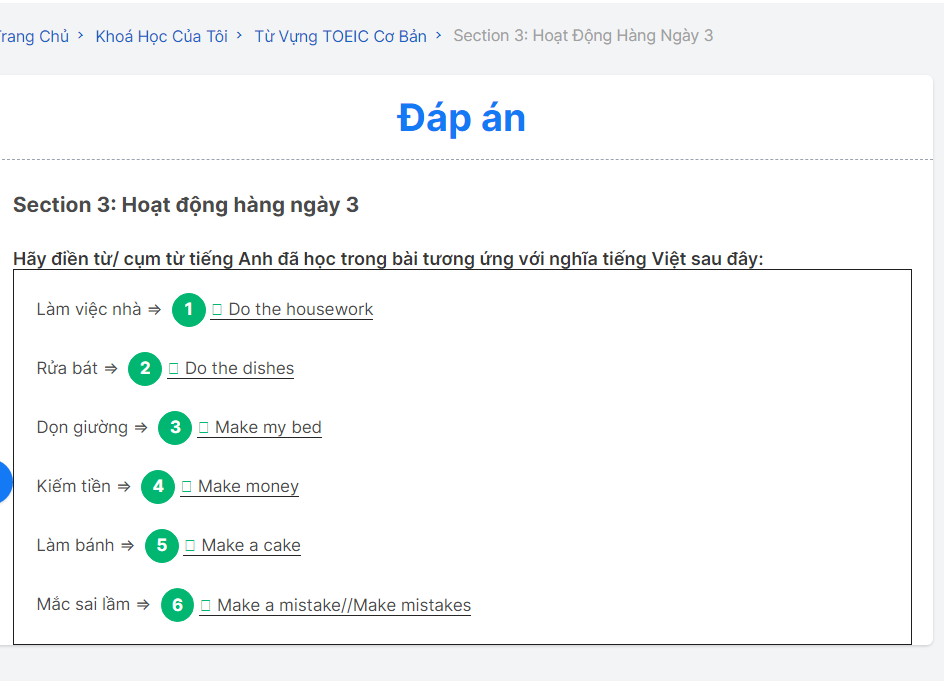 Trang Chủ > Khoá Học Của Tôi > Từ Vựng TOEIC Cơ Bản > Section 3: Hoạt Động Hàng Ngày 3
Đáp án
Section 3: Hoạt động hàng ngày 3
Hãy điền từ/ cụm từ tiếng Anh đã học trong bài tương ứng với nghĩa tiếng Việt sau đây:
Làm việc nhà ⇒ 1 Do the housework
Rửa bát ⇒ 2 Do the dishes
Dọn giường ⇒ 3 Make my bed
Kiếm tiền ⇒ 4 Make money
Làm bánh ⇒ 5 Make a cake
Mắc sai lầm ⇒ 6 Make a mistake//Make mistakes